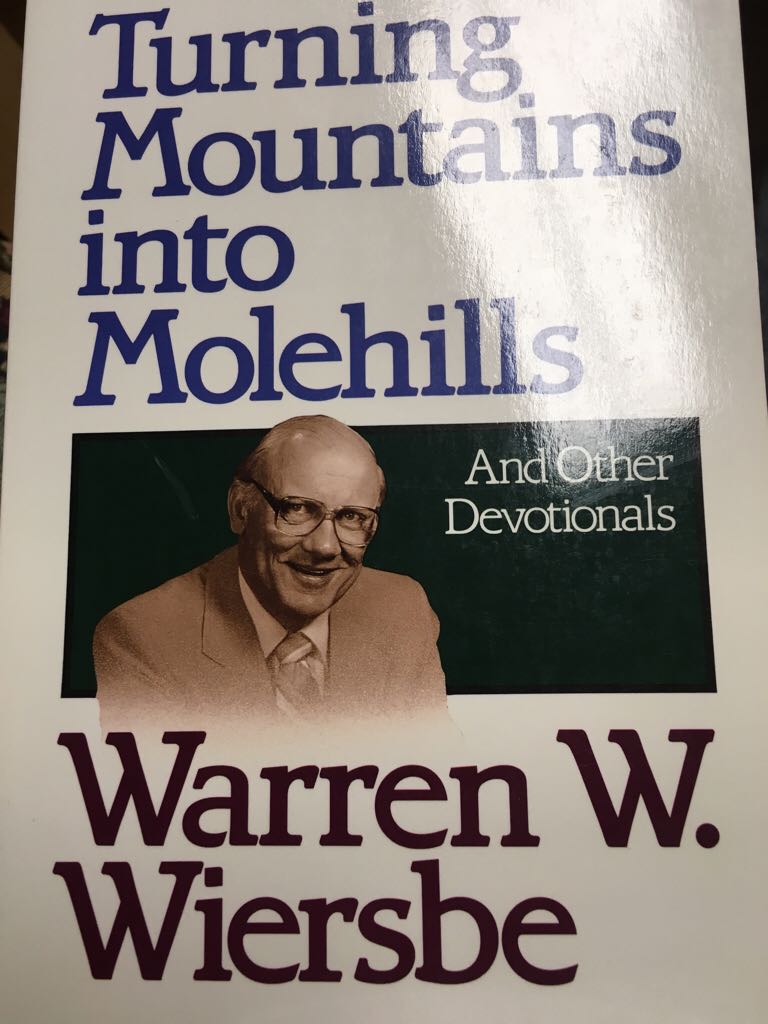 Turning
Mountains
into
Molehills
And Other
Devotionals
Warren W.
Wiersbe